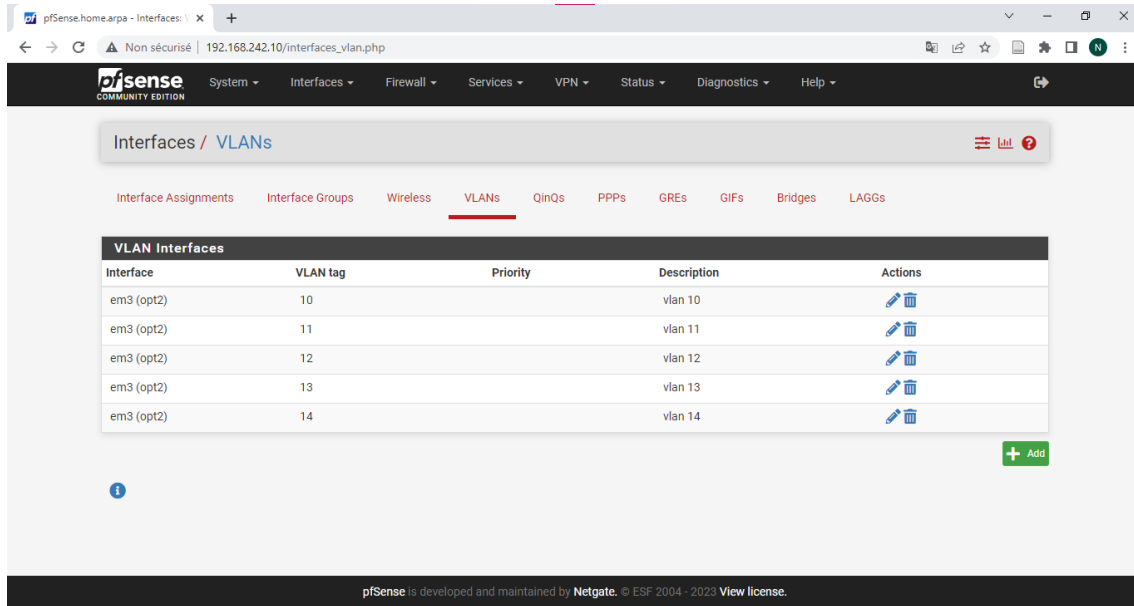 pfSense.home.arpa - Interfaces: V
Non sécurisé | 192.168.242.10/interfaces_vlan.php
N
pfsense System Interfaces Firewall Services VPN Status Diagnostics Help
COMMUNITY EDITION
Interfaces / VLANs
Interface Assignments Interface Groups Wireless VLANs QinQs PPPs GREs GIFs Bridges LAGGs
VLAN Interfaces
Interface VLAN tag Priority Description Actions
em3 (opt2) 10 vlan 10
em3 (opt2) 11 vlan 11
em3 (opt2) 12 vlan 12
em3 (opt2) 13 vlan 13
em3 (opt2) 14 vlan 14
+ Add
pfSense is developed and maintained by Netgate. © ESF 2004 - 2023 View license.